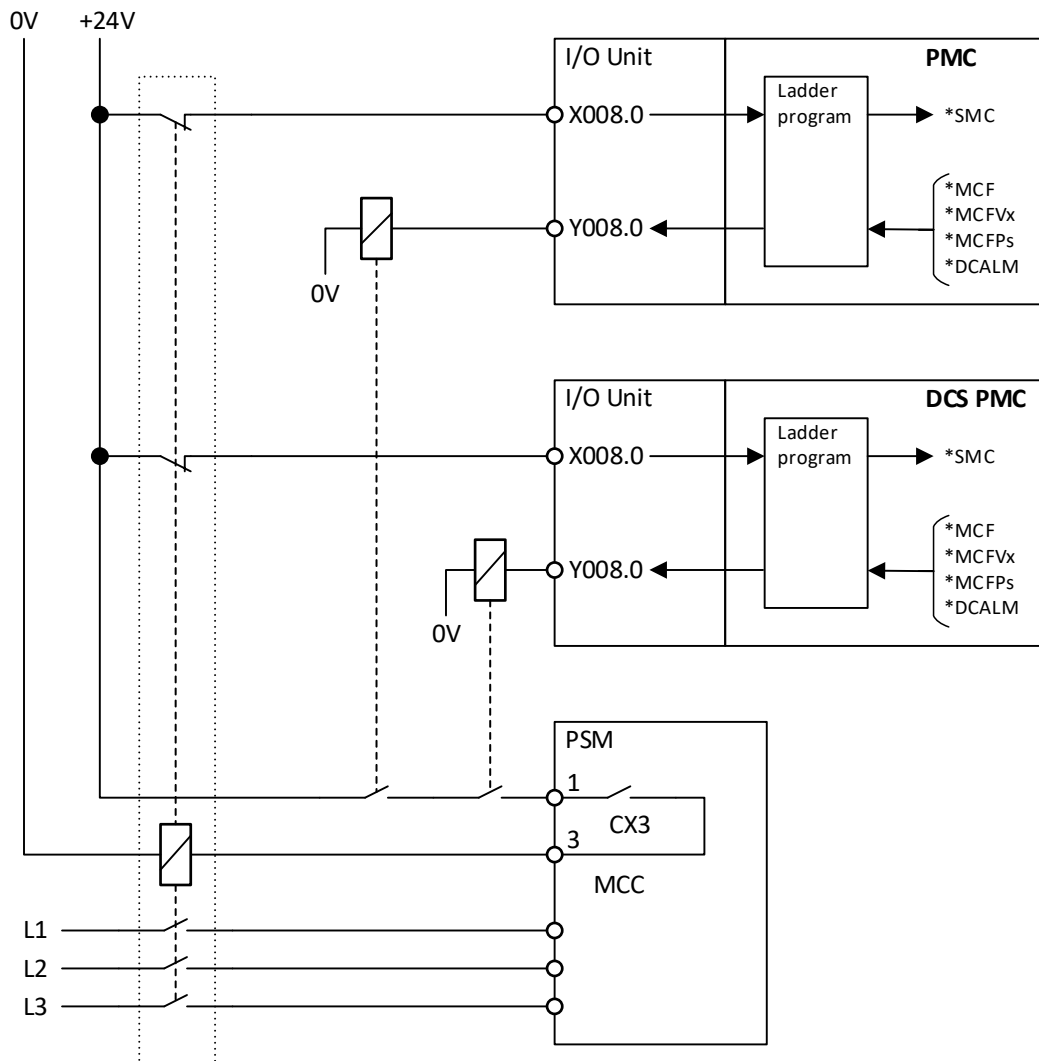 0V
+24V
I/O Unit
PMC
X008.0
Ladder
program
*SMC
*MCF
*MCFVx
*MCFPs
*DCALM
Y008.0
0V
I/O Unit
DCS PMC
X008.0
Ladder
program
*SMC
*MCF
*MCFVx
*MCFPs
*DCALM
Y008.0
0V
PSM
1
CX3
3
MCC
L1
L2
L3